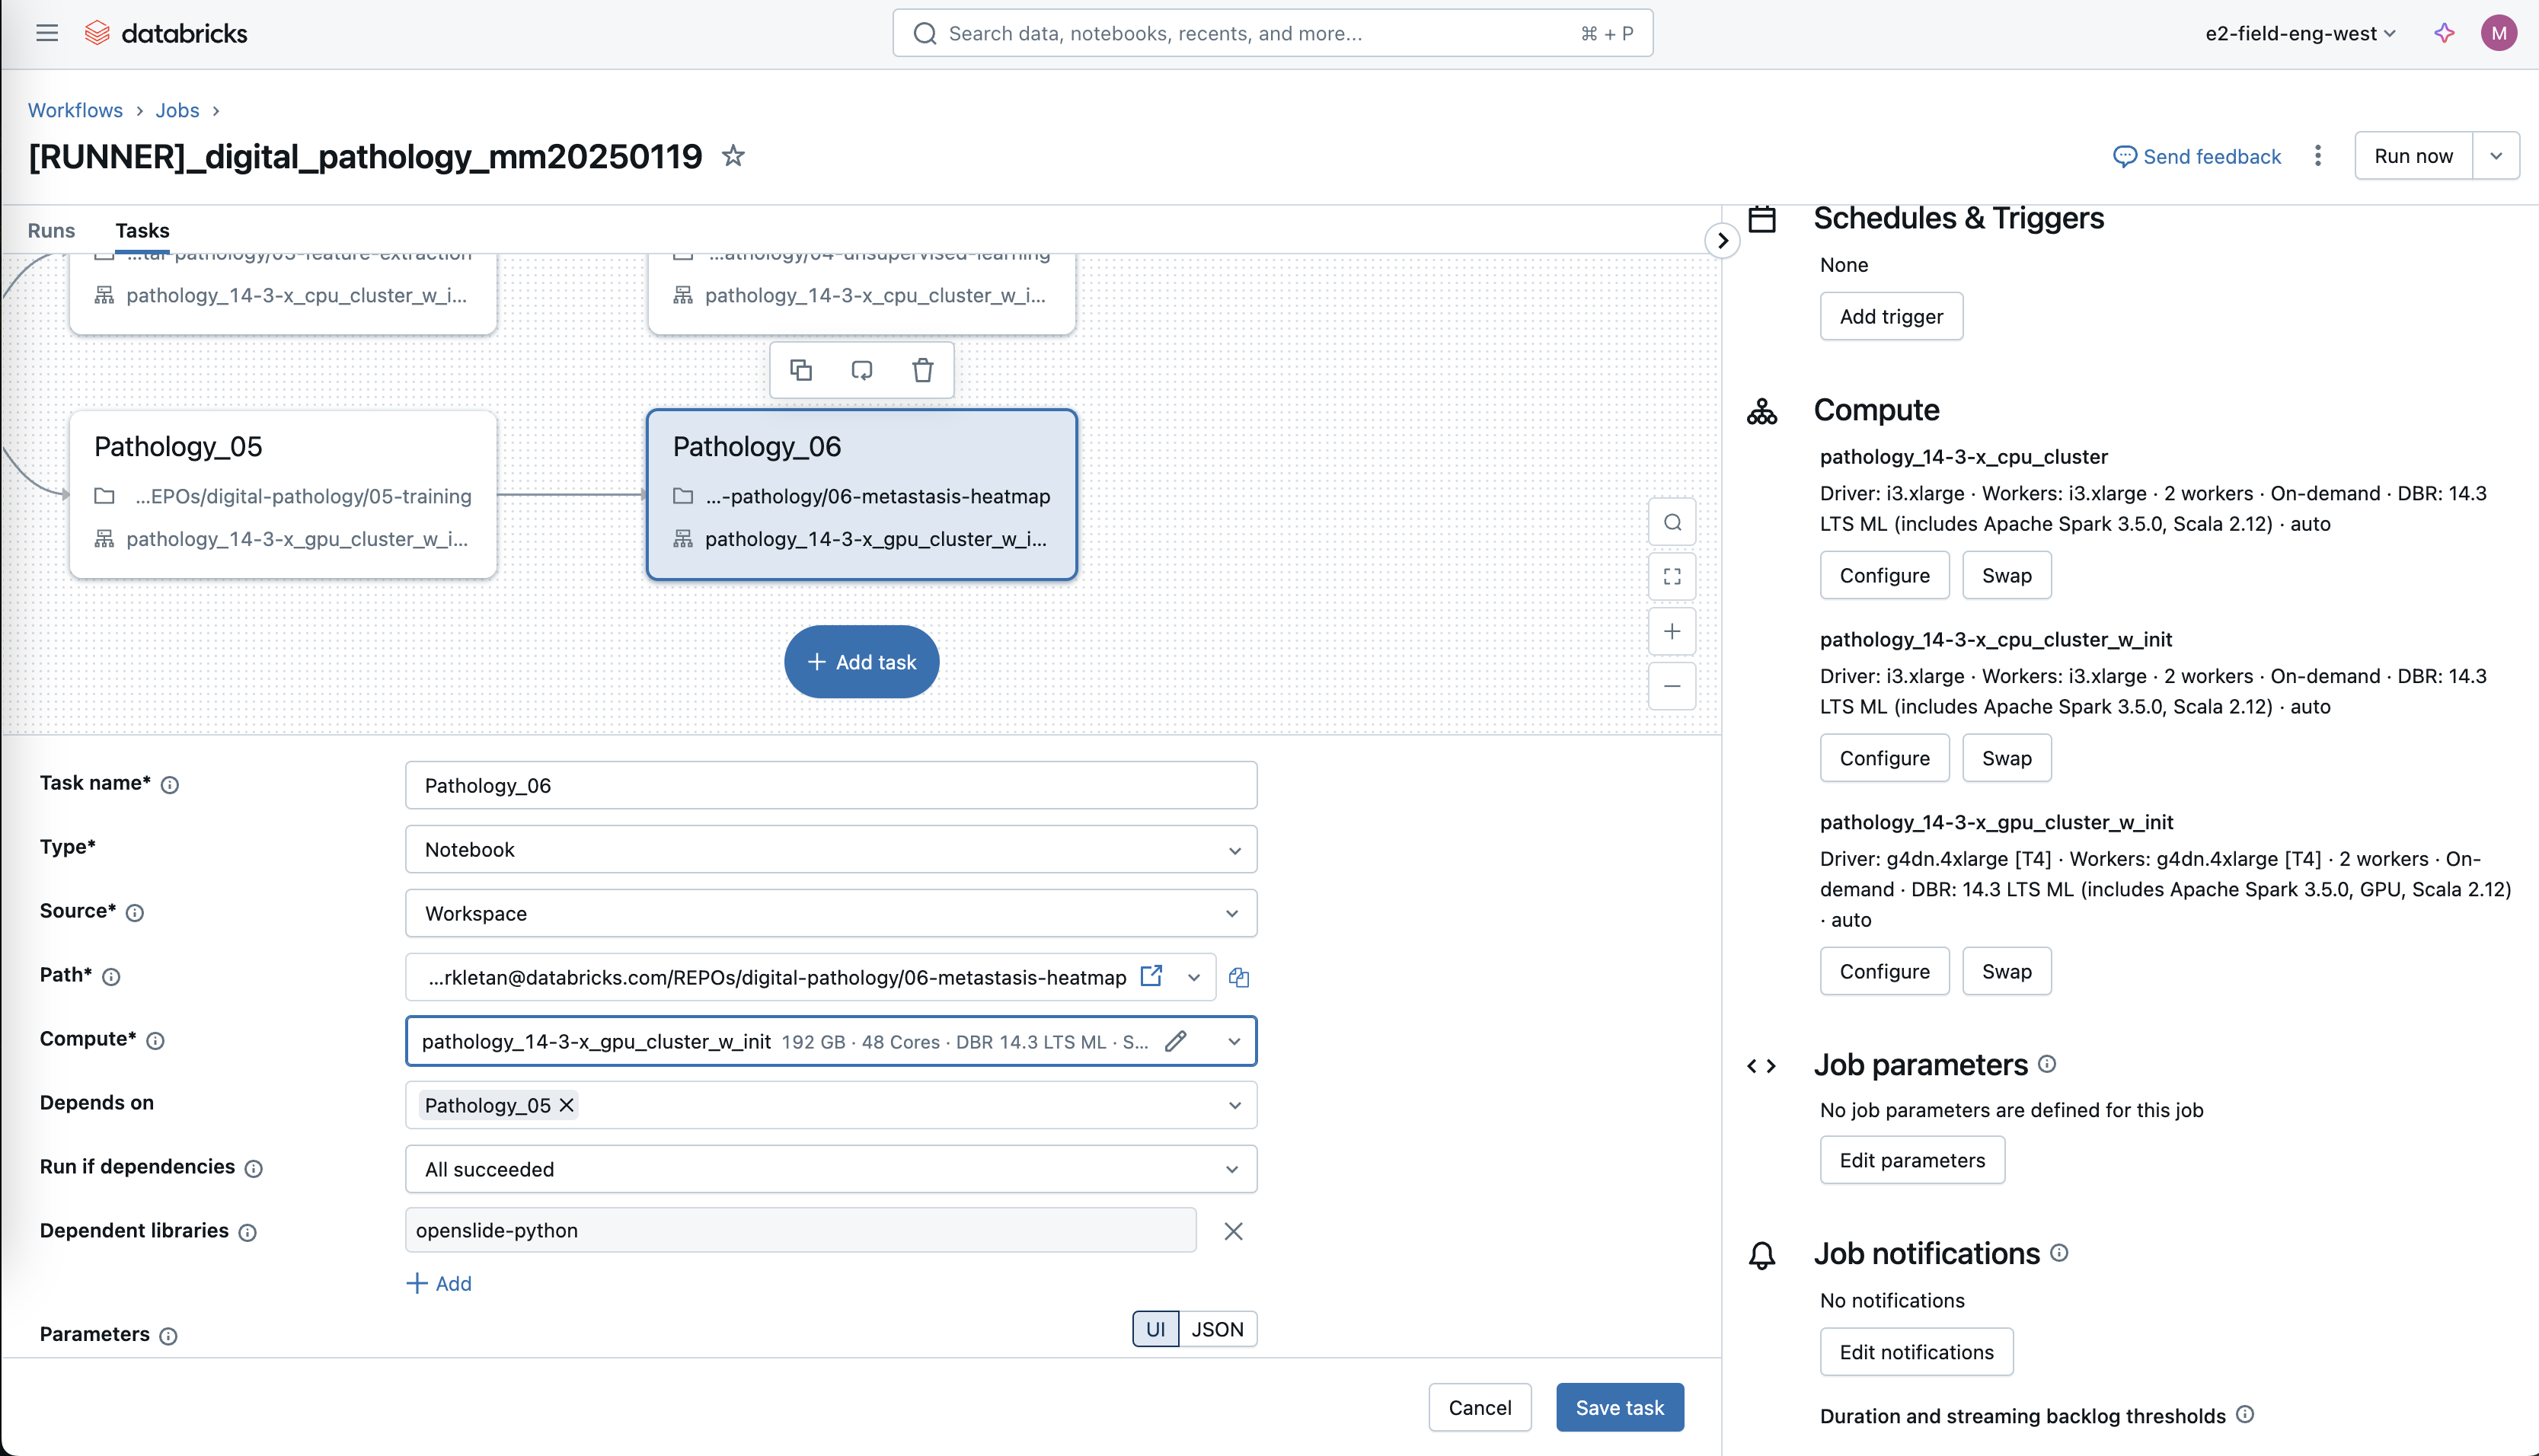 databricks
Search data, notebooks, recents, and more...
⌘ + P
e2-field-eng-west
M
Workflows > Jobs >
[RUNNER]_digital_pathology_mm20250119
Send feedback
Run now
Runs
Tasks
...tal-pathology/03-feature-extraction
pathology_14-3-x_cpu_cluster_w_i...
...athology/04-unsupervised-learning
pathology_14-3-x_cpu_cluster_w_i...
Pathology_05
...EPOs/digital-pathology/05-training
pathology_14-3-x_gpu_cluster_w_i...
Pathology_06
...-pathology/06-metastasis-heatmap
pathology_14-3-x_gpu_cluster_w_i...
+ Add task
Task name*
Pathology_06
Type*
Notebook
Source*
Workspace
Path*
...rkletan@databricks.com/REPOs/digital-pathology/06-metastasis-heatmap
Compute*
pathology_14-3-x_gpu_cluster_w_init 192 GB · 48 Cores · DBR 14.3 LTS ML · S...
Depends on
Pathology_05
Run if dependencies
All succeeded
Dependent libraries
openslide-python
+ Add
Parameters
UI
JSON
Cancel
Save task
Schedules & Triggers
None
Add trigger
Compute
pathology_14-3-x_cpu_cluster
Driver: i3.xlarge · Workers: i3.xlarge · 2 workers · On-demand · DBR: 14.3
LTS ML (includes Apache Spark 3.5.0, Scala 2.12) · auto
Configure
Swap
pathology_14-3-x_cpu_cluster_w_init
Driver: i3.xlarge · Workers: i3.xlarge · 2 workers · On-demand · DBR: 14.3
LTS ML (includes Apache Spark 3.5.0, Scala 2.12) · auto
Configure
Swap
pathology_14-3-x_gpu_cluster_w_init
Driver: g4dn.4xlarge [T4] · Workers: g4dn.4xlarge [T4] · 2 workers · On-
demand · DBR: 14.3 LTS ML (includes Apache Spark 3.5.0, GPU, Scala 2.12)
· auto
Configure
Swap
Job parameters
No job parameters are defined for this job
Edit parameters
Job notifications
No notifications
Edit notifications
Duration and streaming backlog thresholds